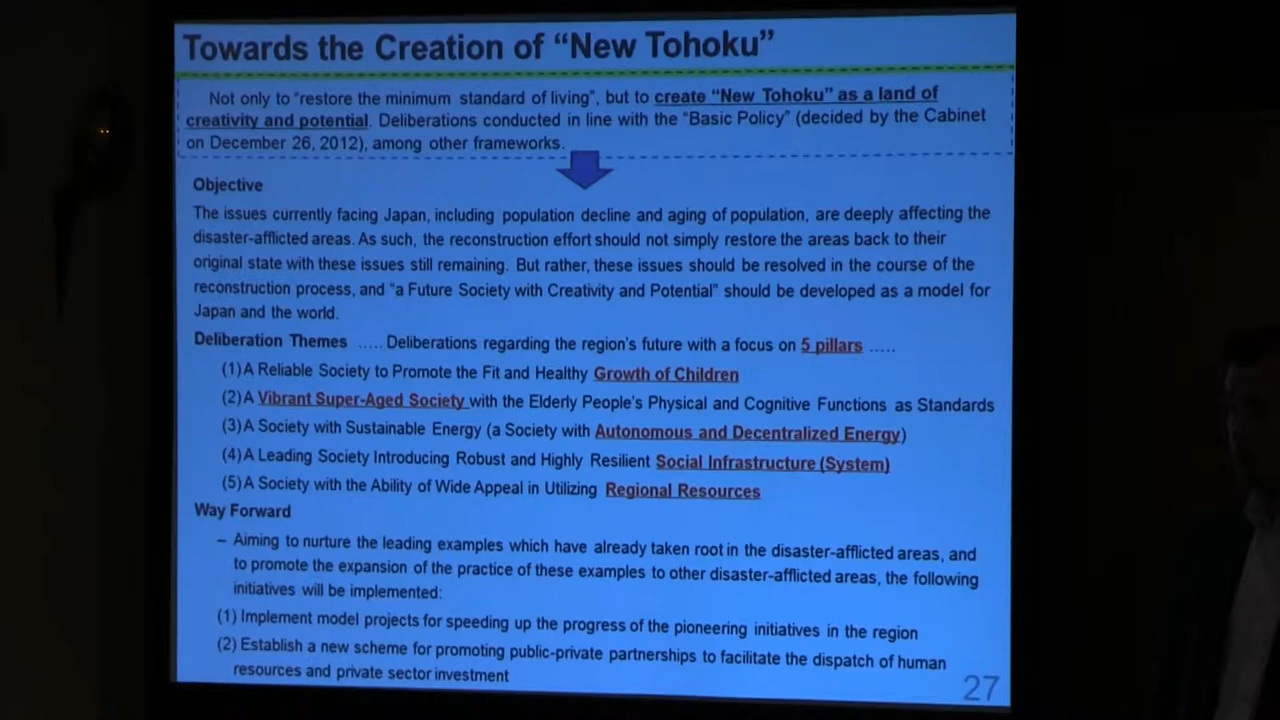 Towards the Creation of “New Tohoku”
Not only to “restore the minimum standard of living”, but to create “New Tohoku” as a land of
creativity and potential. Deliberations conducted in line with the “Basic Policy” (decided by the Cabinet
on December 26, 2012), among other frameworks.
Objective
The issues currently facing Japan, including population decline and aging of population, are deeply affecting the
disaster-afflicted areas. As such, the reconstruction effort should not simply restore the areas back to their
original state with these issues still remaining. But rather, these issues should be resolved in the course of the
reconstruction process, and “a Future Society with Creativity and Potential” should be developed as a model for
Japan and the world.
Deliberation Themes ..... Deliberations regarding the region’s future with a focus on 5 pillars .....
(1)A Reliable Society to Promote the Fit and Healthy Growth of Children
(2)A Vibrant Super-Aged Society with the Elderly People’s Physical and Cognitive Functions as Standards
(3)A Society with Sustainable Energy (a Society with Autonomous and Decentralized Energy)
(4)A Leading Society Introducing Robust and Highly Resilient Social Infrastructure (System)
(5)A Society with the Ability of Wide Appeal in Utilizing Regional Resources
Way Forward
– Aiming to nurture the leading examples which have already taken root in the disaster-afflicted areas, and
to promote the expansion of the practice of these examples to other disaster-afflicted areas, the following
initiatives will be implemented:
(1) Implement model projects for speeding up the progress of the pioneering initiatives in the region
(2) Establish a new scheme for promoting public-private partnerships to facilitate the dispatch of human
resources and private sector investment
27